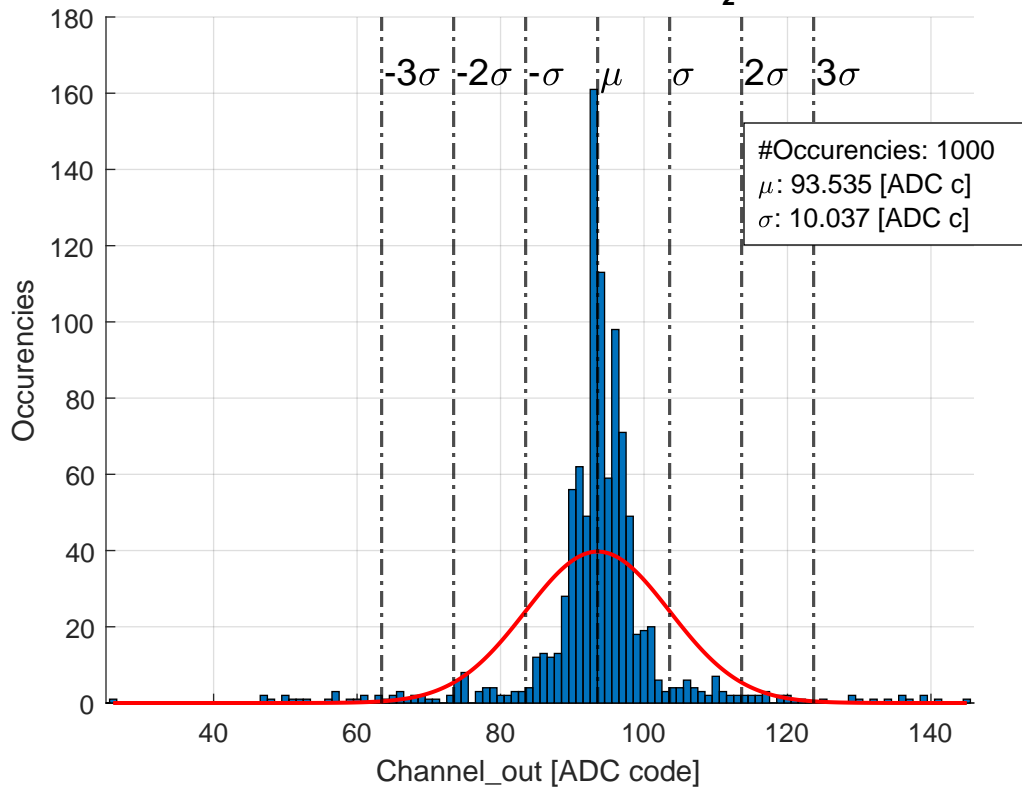 2
180
160
140
120
100
80
60
40
20
0
-3σ -2σ -σ μ σ 2σ 3σ
#Occurencies: 1000
μ: 93.535 [ADC c]
σ: 10.037 [ADC c]
Occurencies
40 60 80 100 120 140
Channel_out [ADC code]